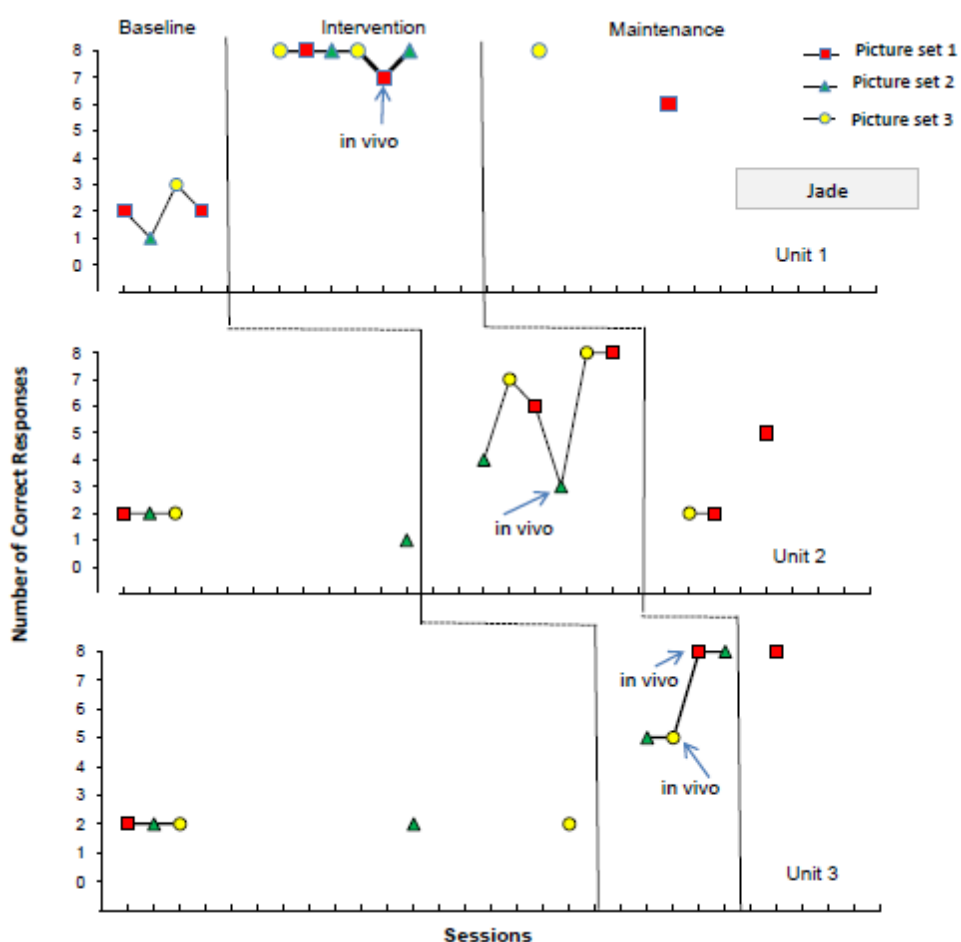 Baseline Intervention Maintenance
8
7
6
5
4
3
2
1
0
in vivo
Picture set 1
Picture set 2
Picture set 3
Jade
Unit 1
Number of Correct Responses
8
7
6
5
4
3
2
1
0
in vivo
Unit 2
8
7
6
5
4
3
2
1
0
in vivo
in vivo
Unit 3
Sessions